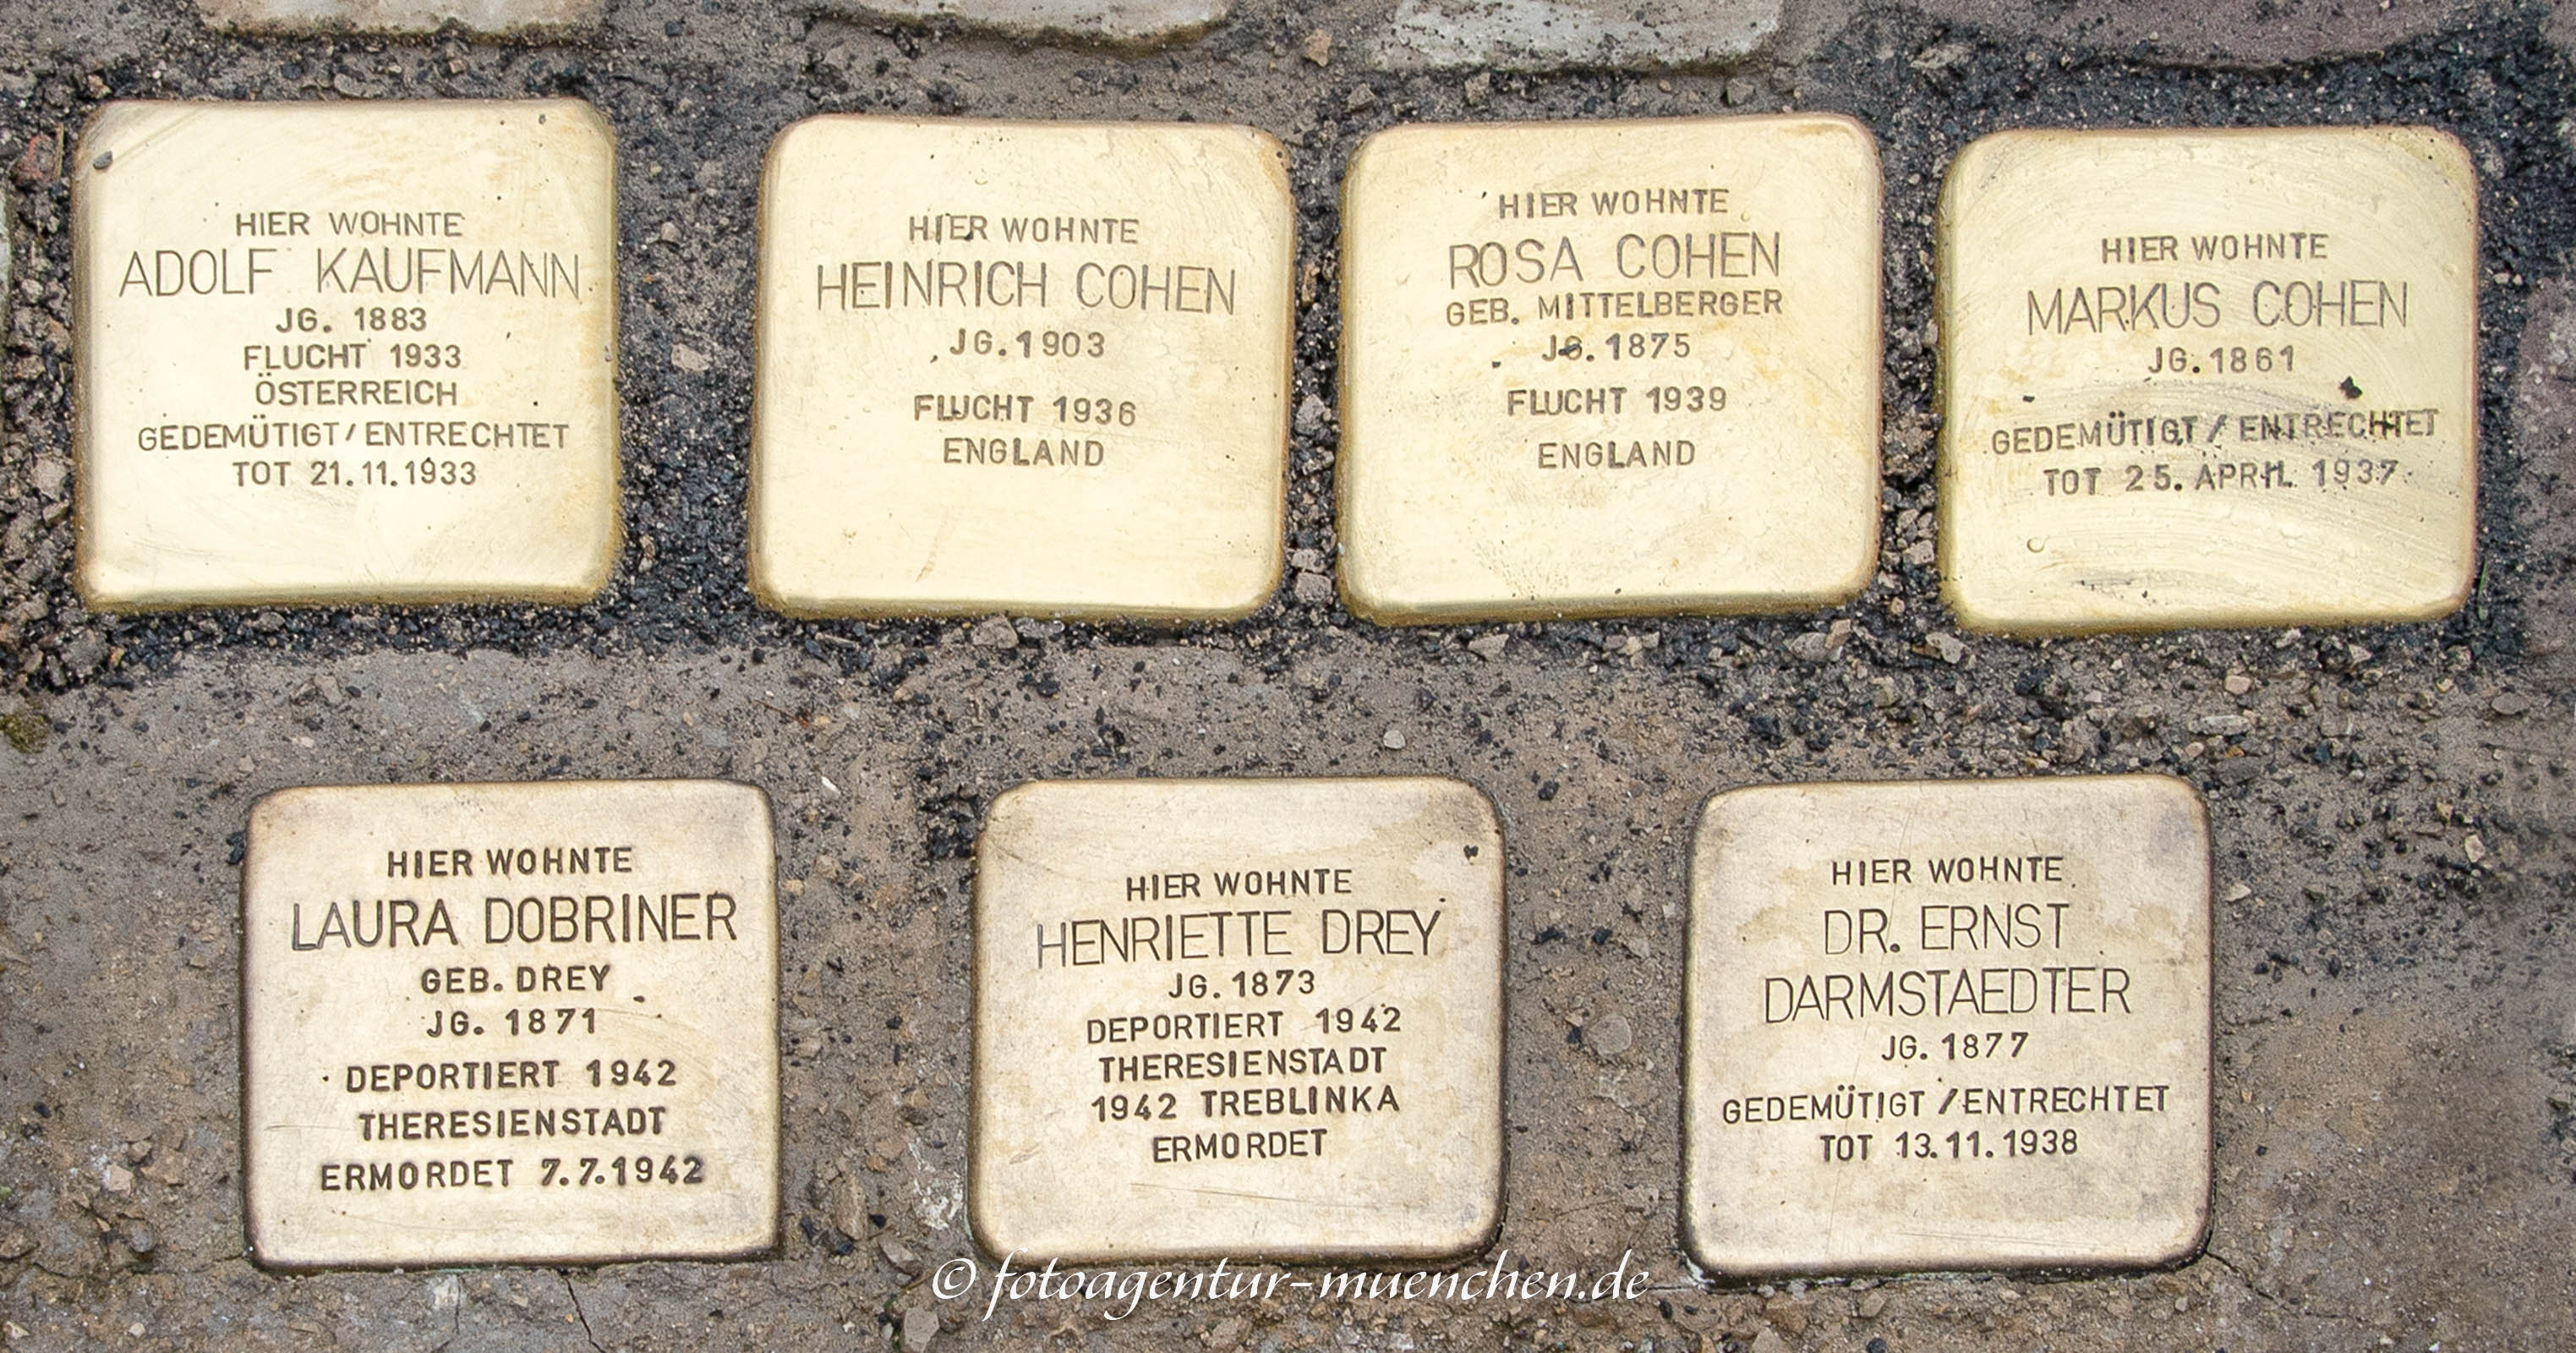 HIER WOHNTE
ADOLF KAUFMANN
JG. 1883
FLUCHT 1933
ÖSTERREICH
GEDEMÜTIGT/ENTRECHTET
TOT 21.11.1933
HIER WOHNTE
HEINRICH COHEN
JG.1903
FLUCHT 1936
ENGLAND
HIER WOHNTE
ROSA COHEN
GEB. MITTELBERGER
JG.1875
FLUCHT 1939
ENGLAND
HIER WOHNTE
MARKUS COHEN
JG.1861
GEDEMÜTIGT / ENTRECHTET
TOT 25. APRIL 1937
HIER WOHNTE
LAURA DOBRINER
GEB. DREY
JG. 1871
DEPORTIERT 1942
THERESIENSTADT
ERMORDET 7.7.1942
HIER WOHNTE
HENRIETTE DREY
JG. 1873
DEPORTIERT 1942
THERESIENSTADT
1942 TREBLINKA
ERMORDET
HIER WOHNTE
DR. ERNST
DARMSTAEDTER
JG. 1877
GEDEMÜTIGT /ENTRECHTET
TOT 13.11.1938
© fotoagentur-muenchen.de